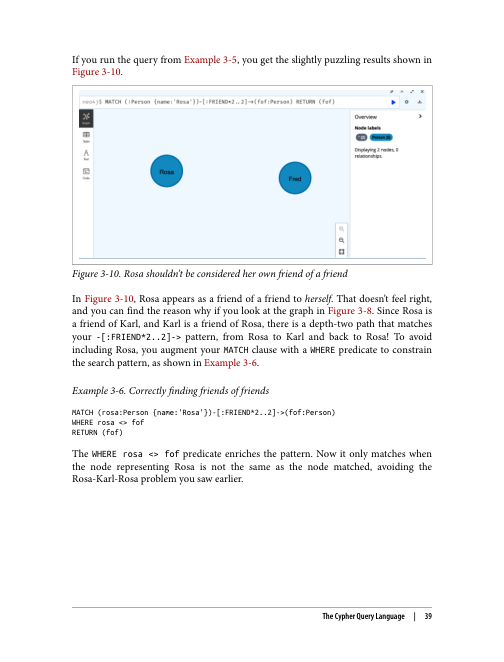 If you run the query from Example 3-5, you get the slightly puzzling results shown in
Figure 3-10.
MATCH (:Person {name:'Rosa'})-[:FRIEND*2..2]->(fof:Person) RETURN (fof)
Overview
Node labels
Displaying 2 nodes, 0
relationships.
Rosa
Fred
Figure 3-10. Rosa shouldn't be considered her own friend of a friend
In Figure 3-10, Rosa appears as a friend of a friend to herself. That doesn't feel right,
and you can find the reason why if you look at the graph in Figure 3-8. Since Rosa is
a friend of Karl, and Karl is a friend of Rosa, there is a depth-two path that matches
your -[:FRIEND*2..2]-> pattern, from Rosa to Karl and back to Rosa! To avoid
including Rosa, you augment your MATCH clause with a WHERE predicate to constrain
the search pattern, as shown in Example 3-6.
Example 3-6. Correctly finding friends of friends
MATCH (rosa:Person {name:'Rosa'})-[:FRIEND*2..2]->(fof:Person)
WHERE rosa <> fof
RETURN (fof)
The WHERE rosa <> fof predicate enriches the pattern. Now it only matches when
the node representing Rosa is not the same as the node matched, avoiding the
Rosa-Karl-Rosa problem you saw earlier.
The Cypher Query Language | 39